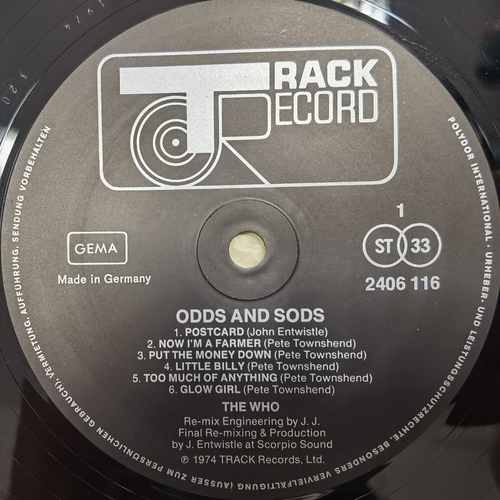 TRACK
RECORD
GEMA
Made in Germany
1
ST 33
2406 116
ODDS AND SODS
1. POSTCARD (John Entwistle)
2. NOW I'M A FARMER (Pete Townshend)
3. PUT THE MONEY DOWN (Pete Townshend)
4. LITTLE BILLY (Pete Townshend)
5. TOO MUCH OF ANYTHING (Pete Townshend)
6. GLOW GIRL (Pete Townshend)
THE WHO
Re-mix Engineering by J. J.
Final Re-mixing & Production
by J. Entwistle at Scorpio Sound
℗ 1974 TRACK Records, Ltd.
POLYDOR INTERNATIONAL · URHEBER- UND LEISTUNGSSCHUTZRECHTE, BESONDERS VERVIELFÄLTIGUNG (AUSSER ZUM PERSÖNLICHEN GEBRAUCH), VERMIETUNG, AUFFÜHRUNG, SENDUNG VORBEHALTEN
320